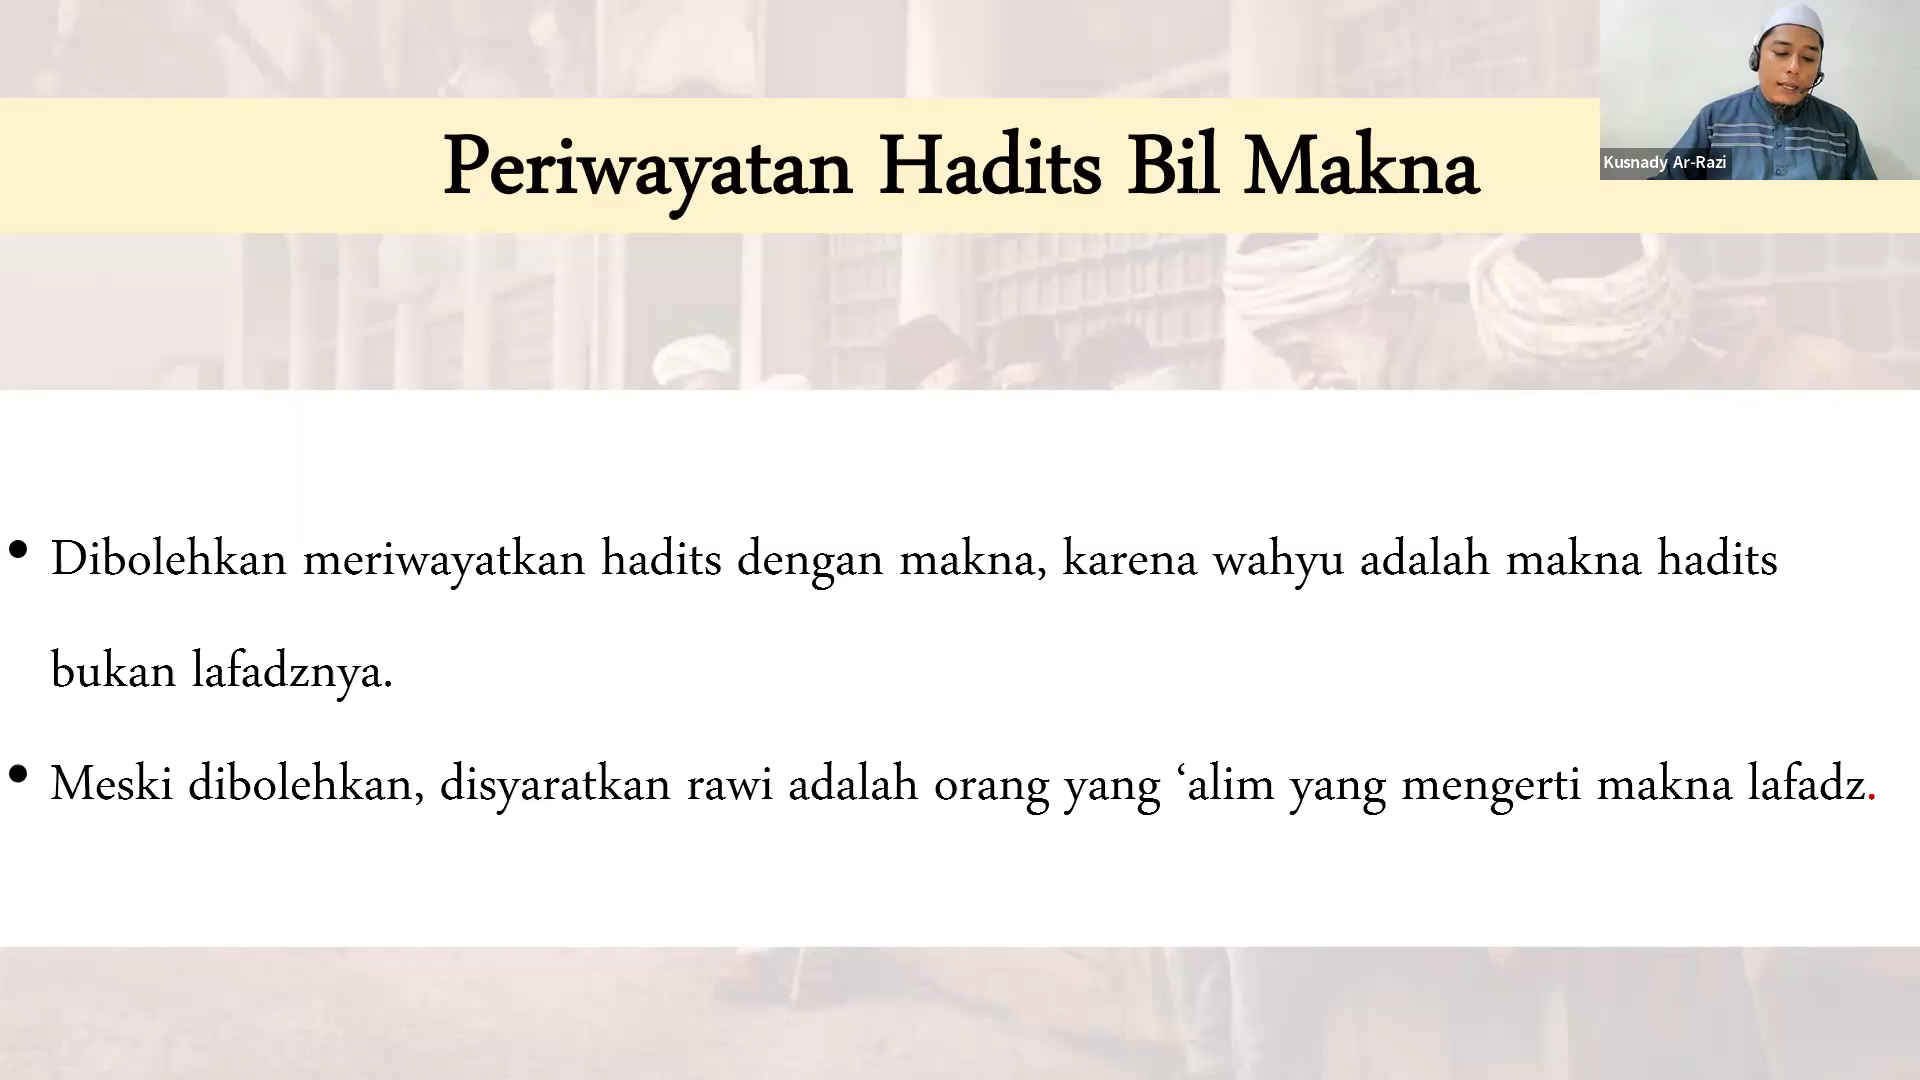 Periwayatan Hadits Bil Makna
Kusnady Ar-Razi
• Dibolehkan meriwayatkan hadits dengan makna, karena wahyu adalah makna hadits
bukan lafadznya.
• Meski dibolehkan, disyaratkan rawi adalah orang yang ‘alim yang mengerti makna lafadz.